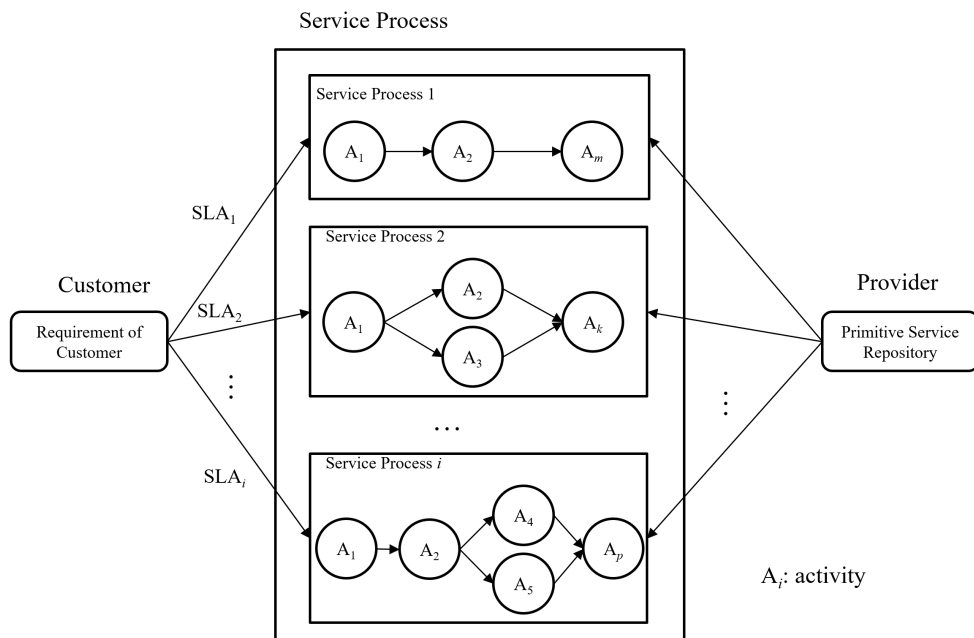 Service Process
Service Process 1
A₁
A₂
Aₘ
SLA₁
Service Process 2
A₁
A₂
A₃
Aₖ
Customer
SLA₂
Requirement of
Customer
Provider
Primitive Service
Repository
⋮
⋮
…
SLAᵢ
Service Process i
A₁
A₂
A₄
A₅
Aₚ
Aᵢ: activity